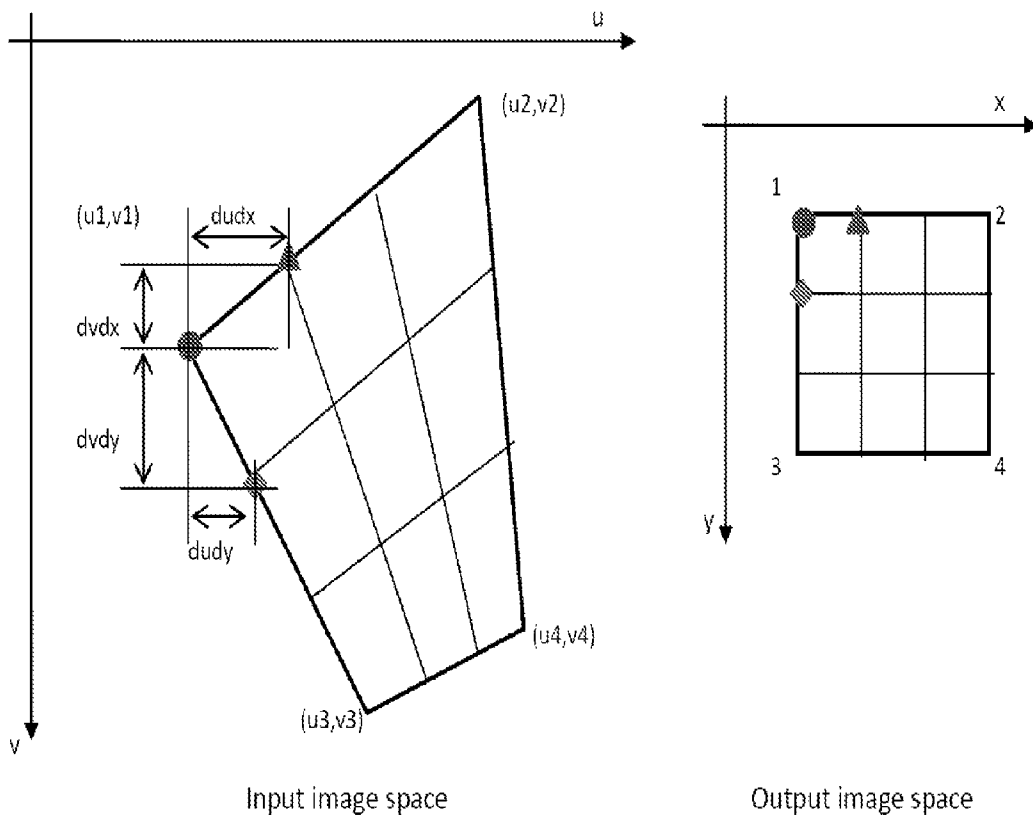 u
(u2,v2)
x
1
(u1,v1)
dudx
2
dvdx
dvdy
dudy
3
4
y
(u4,v4)
(u3,v3)
v
Input image space
Output image space